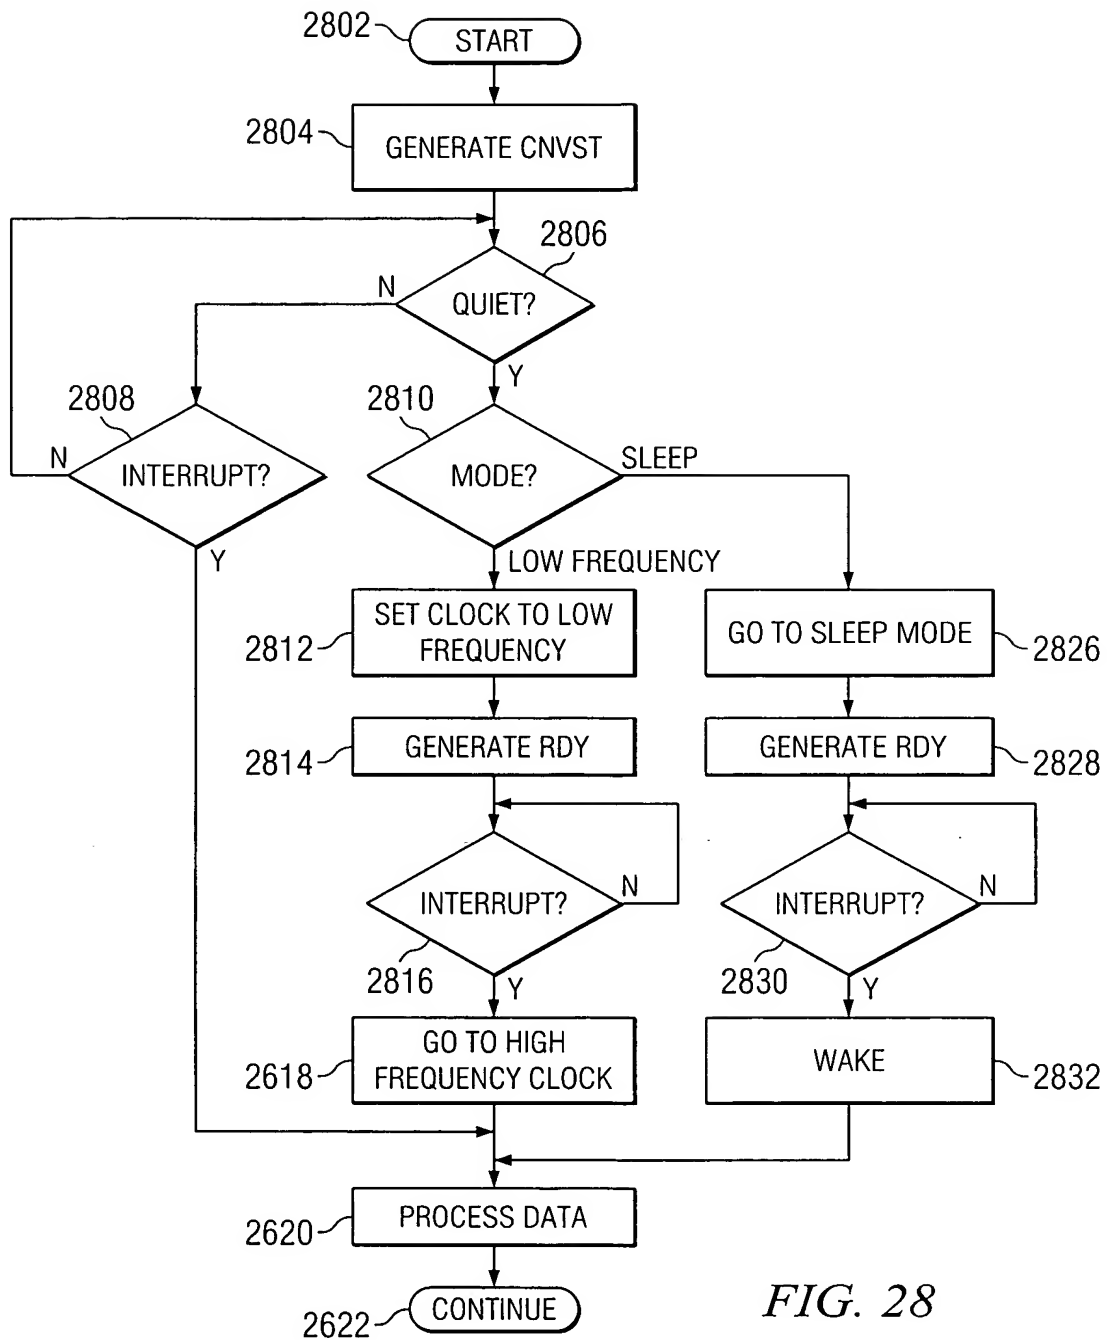 2802
START
2804
GENERATE CNVST
2806
N
QUIET?
Y
2808
2810
N
INTERRUPT?
MODE?
SLEEP
Y
LOW FREQUENCY
2812
SET CLOCK TO LOW
FREQUENCY
GO TO SLEEP MODE
2826
2814
GENERATE RDY
GENERATE RDY
2828
INTERRUPT?
N
INTERRUPT?
N
2816
Y
2830
Y
2618
GO TO HIGH
FREQUENCY CLOCK
WAKE
2832
2620
PROCESS DATA
2622
CONTINUE
FIG. 28